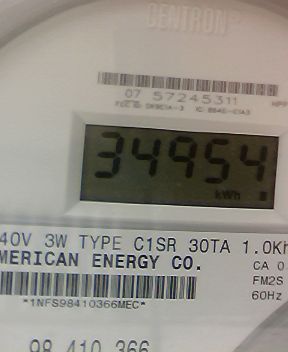 CENTRON
07 57245311
34954
kWh
40V 3W TYPE C1SR 30TA 1.0Kh
MERICAN ENERGY CO.
CA 0
FM2S
*1NFS98410366MEC*
60Hz
98 410 366